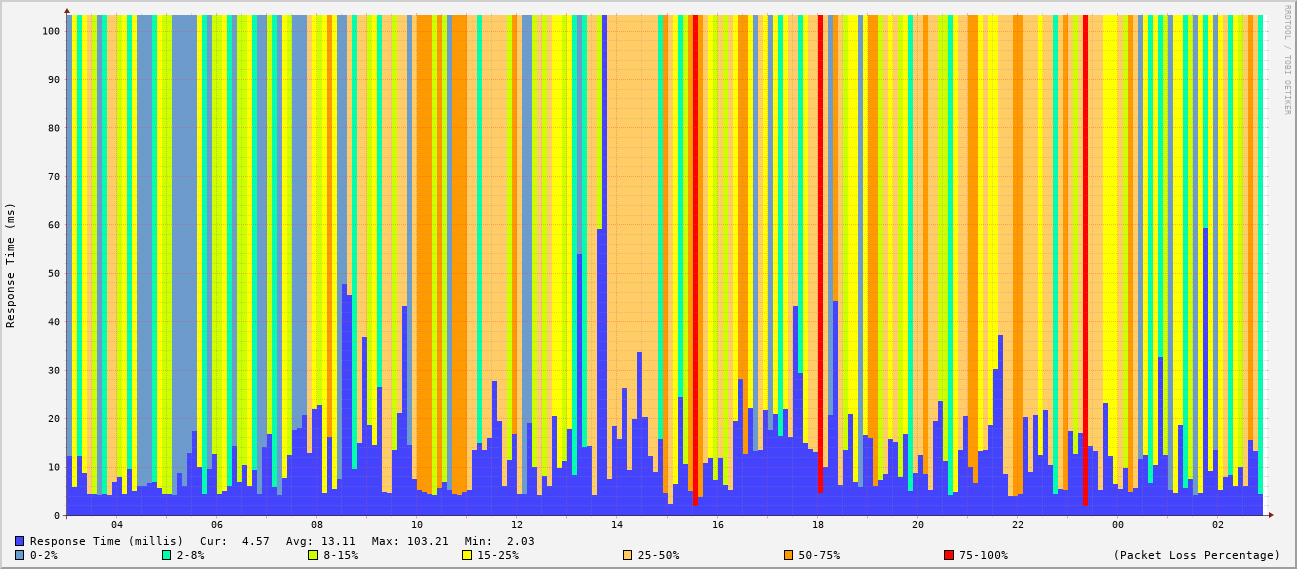 RRDTOOL / TOBI OETIKER
Response Time (ms)
100
90
80
70
60
50
40
30
20
10
0
04 06 08 10 12 14 16 18 20 22 00 02
Response Time (millis) Cur: 4.57 Avg: 13.11 Max: 103.21 Min: 2.03
0-2% 2-8% 8-15% 15-25% 25-50% 50-75% 75-100% (Packet Loss Percentage)